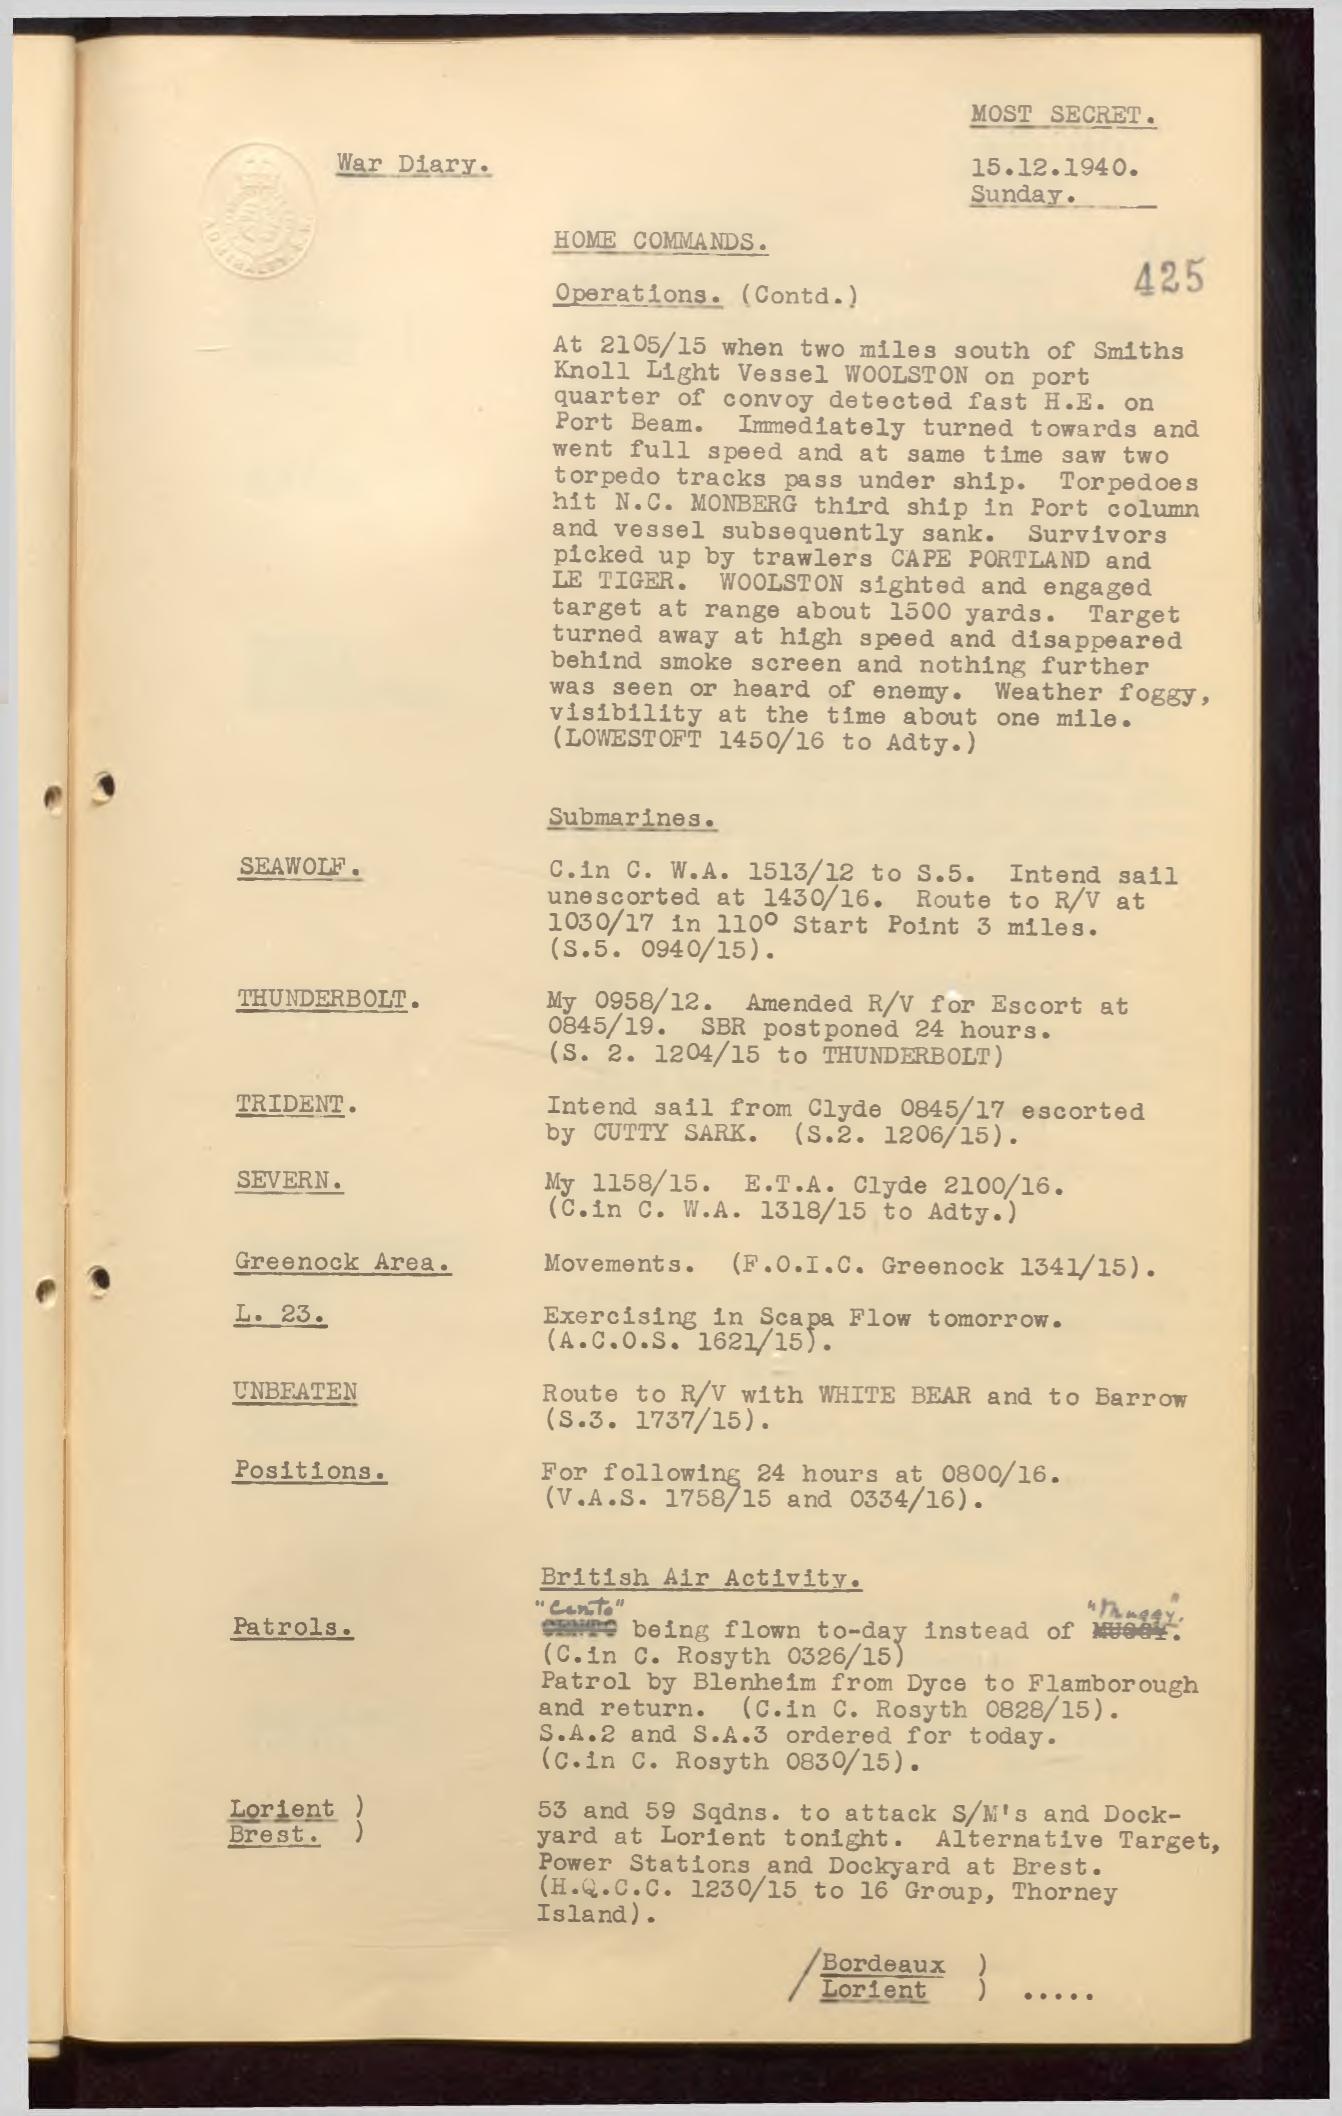 MOST SECRET.
War Diary.
15.12.1940.
Sunday.
HOME COMMANDS.
425
Operations. (Contd.)
At 2105/15 when two miles south of Smiths
Knoll Light Vessel WOOLSTON on port
quarter of convoy detected fast H.E. on
Port Beam. Immediately turned towards and
went full speed and at same time saw two
torpedo tracks pass under ship. Torpedoes
hit N.C. MONBERG third ship in Port column
and vessel subsequently sank. Survivors
picked up by trawlers CAPE PORTLAND and
LE TIGER. WOOLSTON sighted and engaged
target at range about 1500 yards. Target
turned away at high speed and disappeared
behind smoke screen and nothing further
was seen or heard of enemy. Weather foggy,
visibility at the time about one mile.
(LOWESTOFT 1450/16 to Adty.)
Submarines.
SEAWOLF. C.in C. W.A. 1513/12 to S.5. Intend sail
unescorted at 1430/16. Route to R/V at
1030/17 in 110° Start Point 3 miles.
(S.5. 0940/15).
THUNDERBOLT. My 0958/12. Amended R/V for Escort at
0845/19. SBR postponed 24 hours.
(S. 2. 1204/15 to THUNDERBOLT)
TRIDENT. Intend sail from Clyde 0845/17 escorted
by CUTTY SARK. (S.2. 1206/15).
SEVERN. My 1158/15. E.T.A. Clyde 2100/16.
(C.in C. W.A. 1318/15 to Adty.)
Greenock Area. Movements. (F.O.I.C. Greenock 1341/15).
L. 23. Exercising in Scapa Flow tomorrow.
(A.C.O.S. 1621/15).
UNBEATEN Route to R/V with WHITE BEAR and to Barrow
(S.3. 1737/15).
Positions. For following 24 hours at 0800/16.
(V.A.S. 1758/15 and 0334/16).
British Air Activity.
"Cento" "Muggy"
Patrols. being flown to-day instead of MUGGY.
(C.in C. Rosyth 0326/15)
Patrol by Blenheim from Dyce to Flamborough
and return. (C.in C. Rosyth 0828/15).
S.A.2 and S.A.3 ordered for today.
(C.in C. Rosyth 0830/15).
Lorient ) 53 and 59 Sqdns. to attack S/M's and Dock-
Brest. ) yard at Lorient tonight. Alternative Target,
Power Stations and Dockyard at Brest.
(H.Q.C.C. 1230/15 to 16 Group, Thorney
Island).
/Bordeaux )
Lorient ) .....